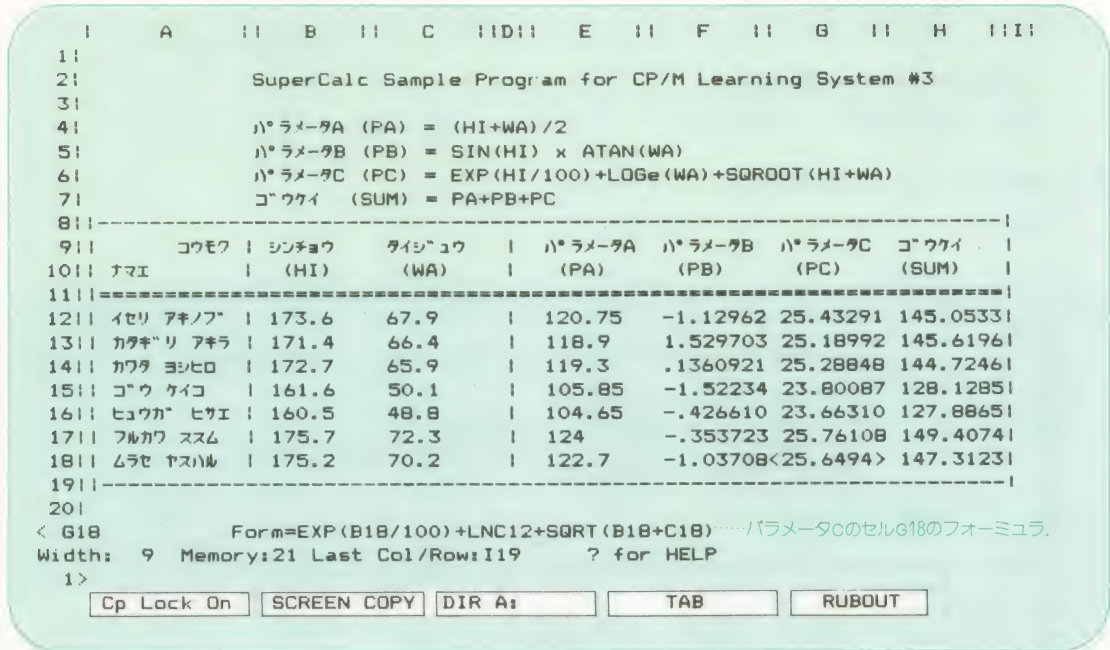 | A || B || C ||D|| E || F || G || H ||I|
1|
2| SuperCalc Sample Program for CP/M Learning System #3
3|
4| パラメータA (PA) = (HI+WA)/2
5| パラメータB (PB) = SIN(HI) x ATAN(WA)
6| パラメータC (PC) = EXP(HI/100)+LOGe(WA)+SQROOT(HI+WA)
7| ゴウケイ (SUM) = PA+PB+PC
8||---------------------------------------------------------------------------|
9|| コウモク | シンチョウ タイジュウ | パラメータA パラメータB パラメータC ゴウケイ |
10|| ナマエ | (HI) (WA) | (PA) (PB) (PC) (SUM) |
11||===========================================================================|
12|| イセリ アキノブ | 173.6 67.9 | 120.75 -1.12962 25.43291 145.0533|
13|| カタギリ アキラ | 171.4 66.4 | 118.9 1.529703 25.18992 145.6196|
14|| カワタ ヨシヒロ | 172.7 65.9 | 119.3 .1360921 25.28848 144.7246|
15|| ゴウ ケイコ | 161.6 50.1 | 105.85 -1.52234 23.80087 128.1285|
16|| ヒュウガ ヒサエ | 160.5 48.8 | 104.65 -.426610 23.66310 127.8865|
17|| フルカワ ススム | 175.7 72.3 | 124 -.353723 25.76108 149.4074|
18|| ムラセ ヤスハル | 175.2 70.2 | 122.7 -1.03708<25.6494> 147.3123|
19||---------------------------------------------------------------------------|
20|
< G18 Form=EXP(B18/100)+LNC12+SQRT(B18+C18) ……パラメータCのセルG18のフォーミュラ.
Width: 9 Memory:21 Last Col/Row:I19 ? for HELP
1>
Cp Lock On SCREEN COPY DIR A: TAB RUBOUT